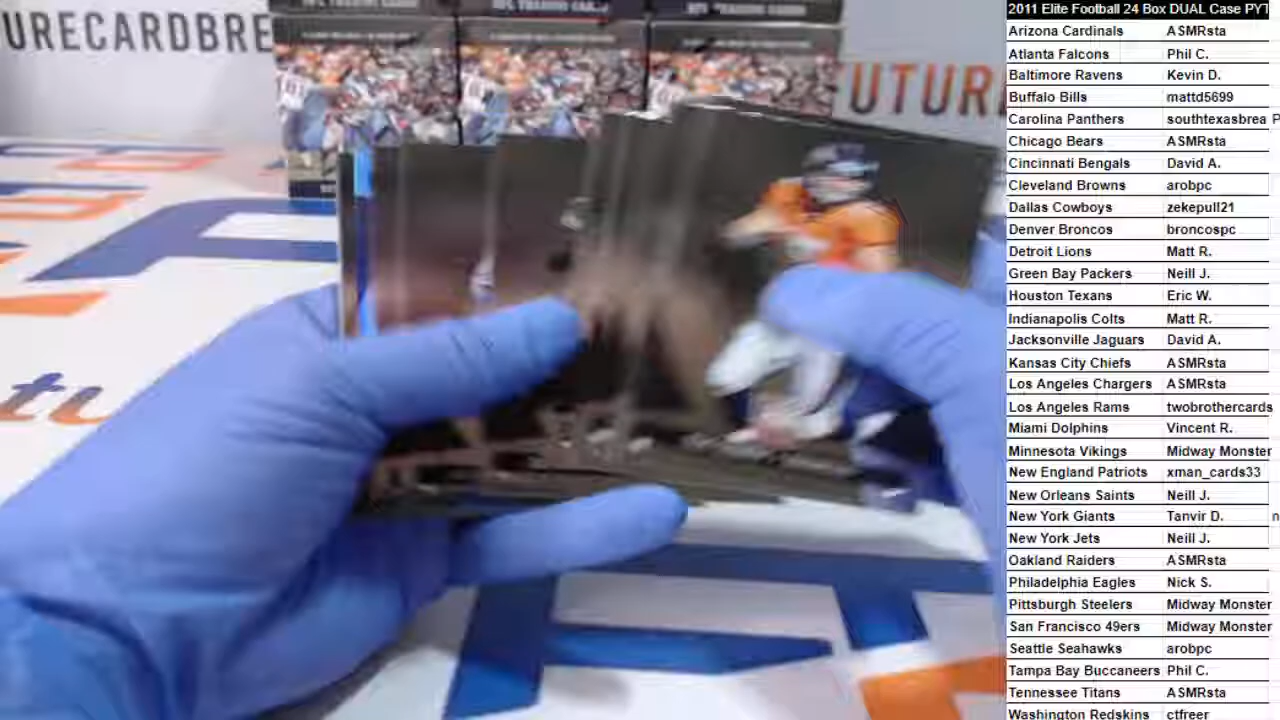 URECARDBRE
FUTUR
2011 Elite Football 24 Box DUAL Case PYT
Arizona Cardinals ASMRsta
Atlanta Falcons Phil C.
Baltimore Ravens Kevin D.
Buffalo Bills mattd5699
Carolina Panthers southtexasbrea P
Chicago Bears ASMRsta
Cincinnati Bengals David A.
Cleveland Browns arobpc
Dallas Cowboys zekepull21
Denver Broncos broncospc
Detroit Lions Matt R.
Green Bay Packers Neill J.
Houston Texans Eric W.
Indianapolis Colts Matt R.
Jacksonville Jaguars David A.
Kansas City Chiefs ASMRsta
Los Angeles Chargers ASMRsta
Los Angeles Rams twobrothercards
Miami Dolphins Vincent R.
Minnesota Vikings Midway Monster
New England Patriots xman_cards33
New Orleans Saints Neill J.
New York Giants Tanvir D. n
New York Jets Neill J.
Oakland Raiders ASMRsta
Philadelphia Eagles Nick S.
Pittsburgh Steelers Midway Monster
San Francisco 49ers Midway Monster
Seattle Seahawks arobpc
Tampa Bay Buccaneers Phil C.
Tennessee Titans ASMRsta
Washington Redskins ctfreer